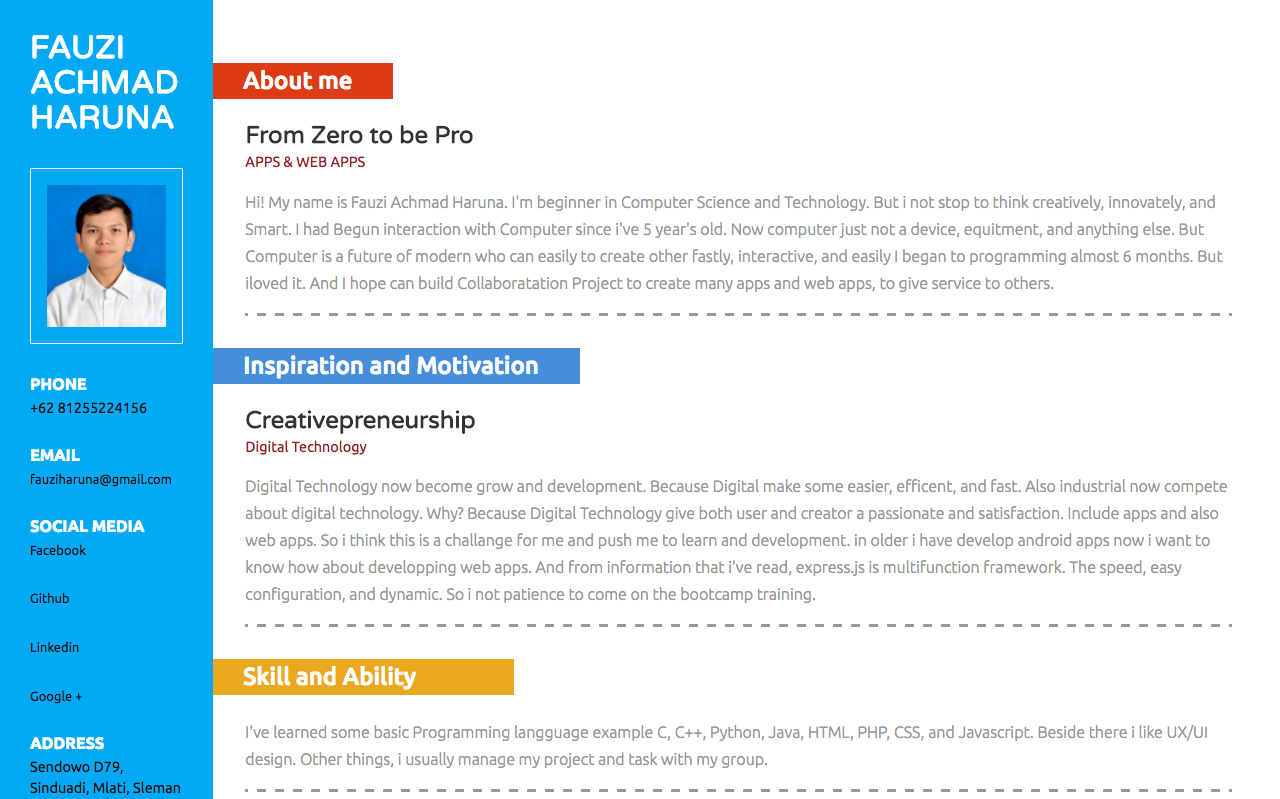 FAUZI
ACHMAD
HARUNA
PHONE
+62 81255224156
EMAIL
fauziharuna@gmail.com
SOCIAL MEDIA
Facebook
Github
Linkedin
Google +
ADDRESS
Sendowo D79,
Sinduadi, Mlati, Sleman
About me
From Zero to be Pro
APPS & WEB APPS
Hi! My name is Fauzi Achmad Haruna. I'm beginner in Computer Science and Technology. But i not stop to think creatively, innovately, and
Smart. I had Begun interaction with Computer since i've 5 year's old. Now computer just not a device, equitment, and anything else. But
Computer is a future of modern who can easily to create other fastly, interactive, and easily I began to programming almost 6 months. But
iloved it. And I hope can build Collaboratation Project to create many apps and web apps, to give service to others.
Inspiration and Motivation
Creativepreneurship
Digital Technology
Digital Technology now become grow and development. Because Digital make some easier, efficent, and fast. Also industrial now compete
about digital technology. Why? Because Digital Technology give both user and creator a passionate and satisfaction. Include apps and also
web apps. So i think this is a challange for me and push me to learn and development. in older i have develop android apps now i want to
know how about developping web apps. And from information that i've read, express.js is multifunction framework. The speed, easy
configuration, and dynamic. So i not patience to come on the bootcamp training.
Skill and Ability
I've learned some basic Programming langguage example C, C++, Python, Java, HTML, PHP, CSS, and Javascript. Beside there i like UX/UI
design. Other things, i usually manage my project and task with my group.